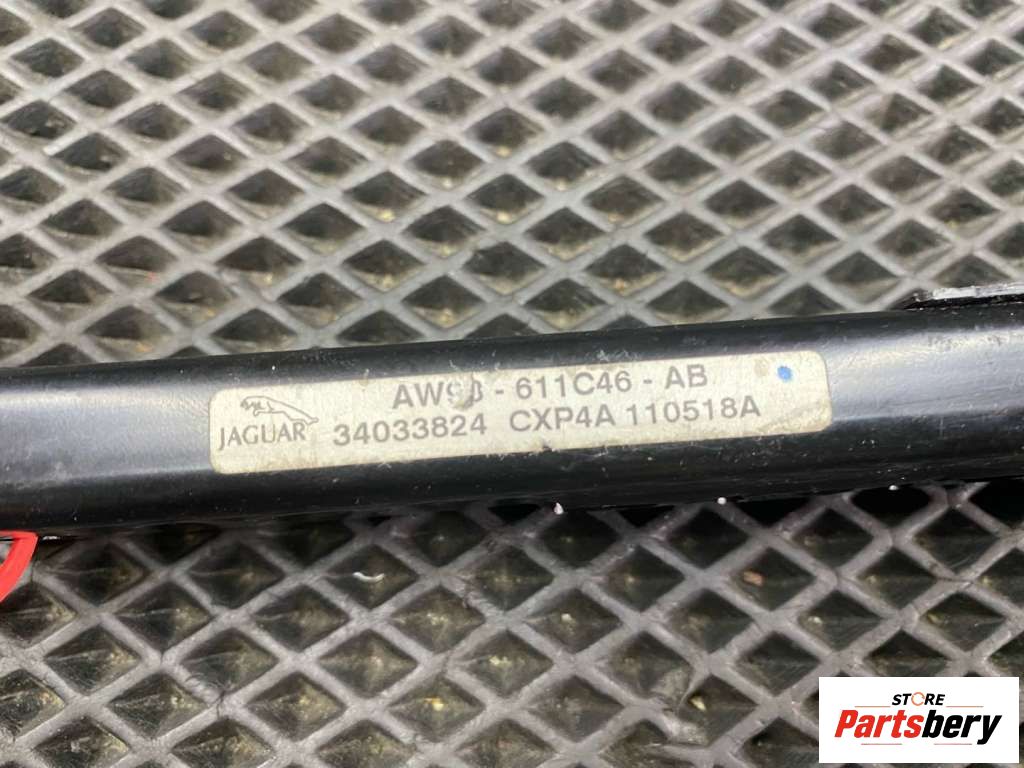 - 611C46 - AB
JAGUAR 34033824 CXP4A 110518A
STORE
Partsbery